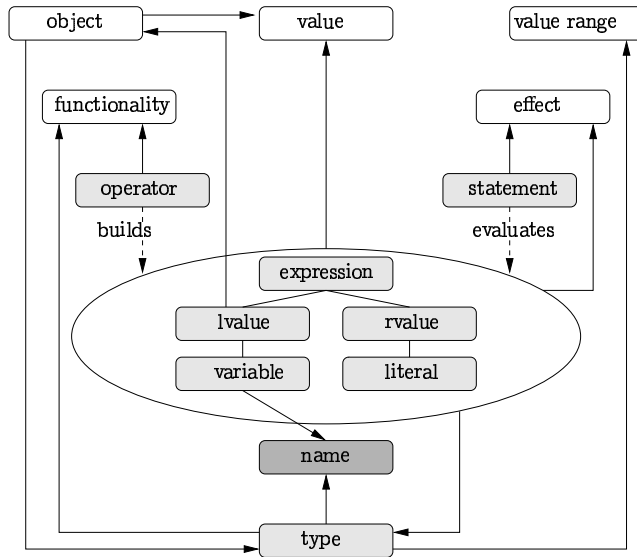 object
value
value range
functionality
effect
operator
statement
builds
evaluates
expression
lvalue
rvalue
variable
literal
name
type